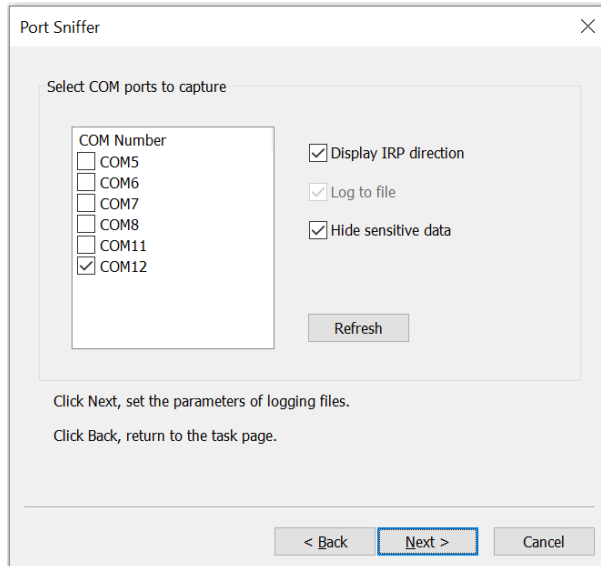 Port Sniffer
Select COM ports to capture
COM Number
COM5
COM6
COM7
COM8
COM11
COM12
Display IRP direction
Log to file
Hide sensitive data
Refresh
Click Next, set the parameters of logging files.
Click Back, return to the task page.
< Back
Next >
Cancel